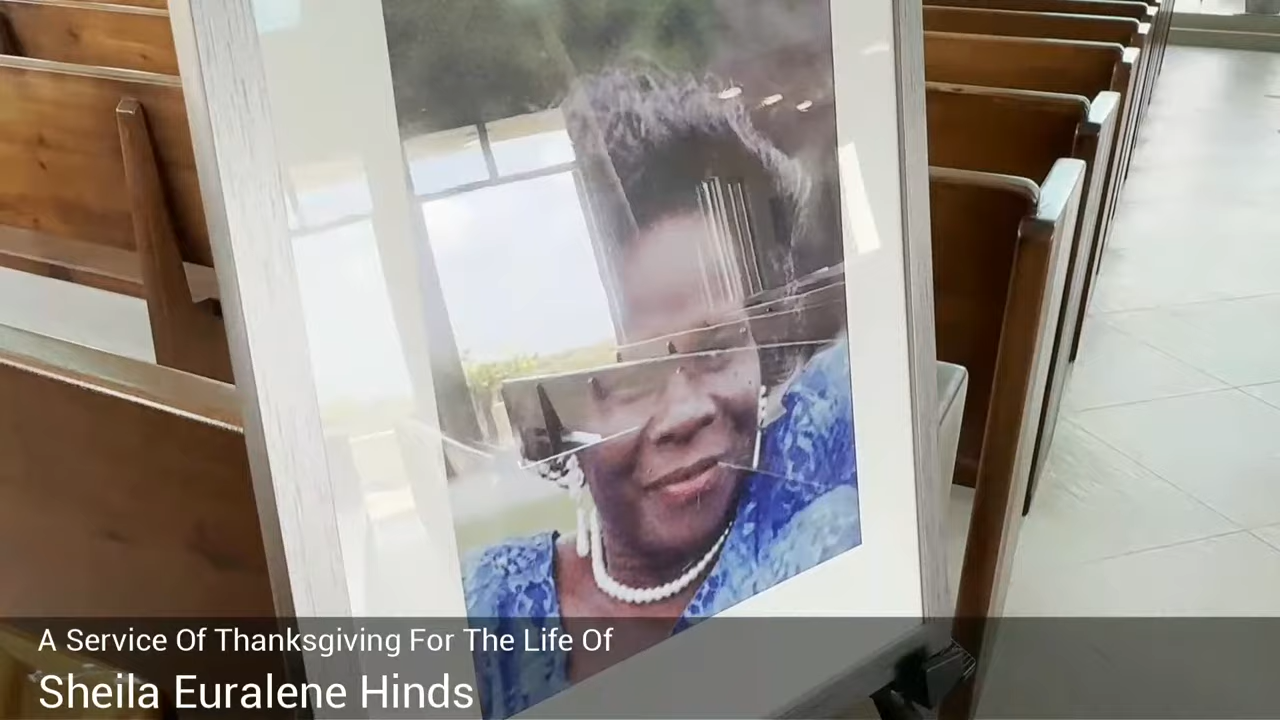 A Service Of Thanksgiving For The Life Of
Sheila Euralene Hinds